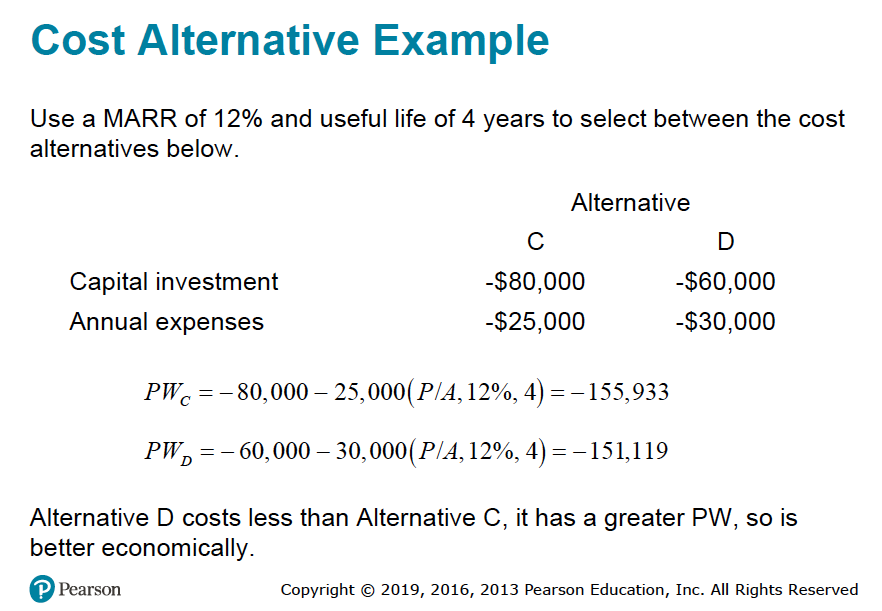 Cost Alternative Example
Use a MARR of 12% and useful life of 4 years to select between the cost
alternatives below.
Alternative
C D
Capital investment -$80,000 -$60,000
Annual expenses -$25,000 -$30,000
PW_C = −80,000 − 25,000(P/A,12%, 4) = −155,933
PW_D = −60,000 − 30,000(P/A,12%, 4) = −151,119
Alternative D costs less than Alternative C, it has a greater PW, so is
better economically.
P Pearson Copyright © 2019, 2016, 2013 Pearson Education, Inc. All Rights Reserved